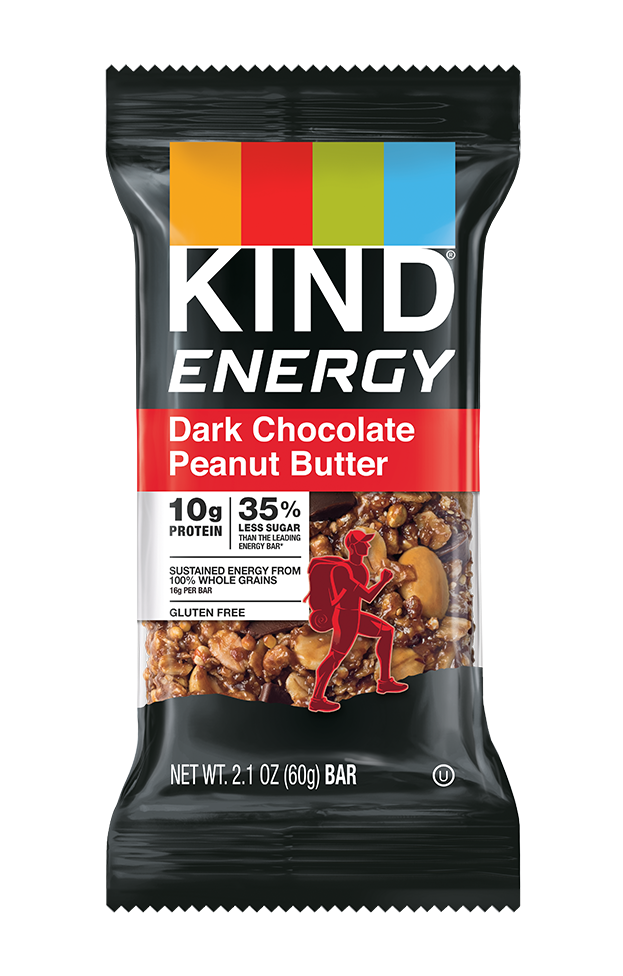 KIND®
ENERGY
Dark Chocolate
Peanut Butter
10g
PROTEIN
35%
LESS SUGAR
THAN THE LEADING
ENERGY BAR*
SUSTAINED ENERGY FROM
100% WHOLE GRAINS
16g PER BAR
GLUTEN FREE
NET WT. 2.1 OZ (60g) BAR
U